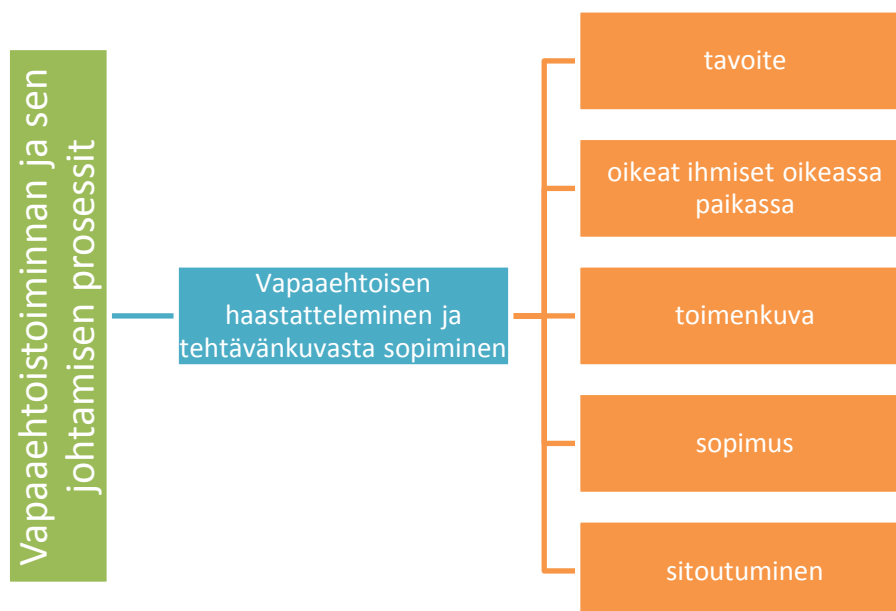 Vapaaehtoistoiminnan ja sen
johtamisen prosessit
Vapaaehtoisen
haastatteleminen ja
tehtävänkuvasta sopiminen
tavoite
oikeat ihmiset oikeassa
paikassa
toimenkuva
sopimus
sitoutuminen